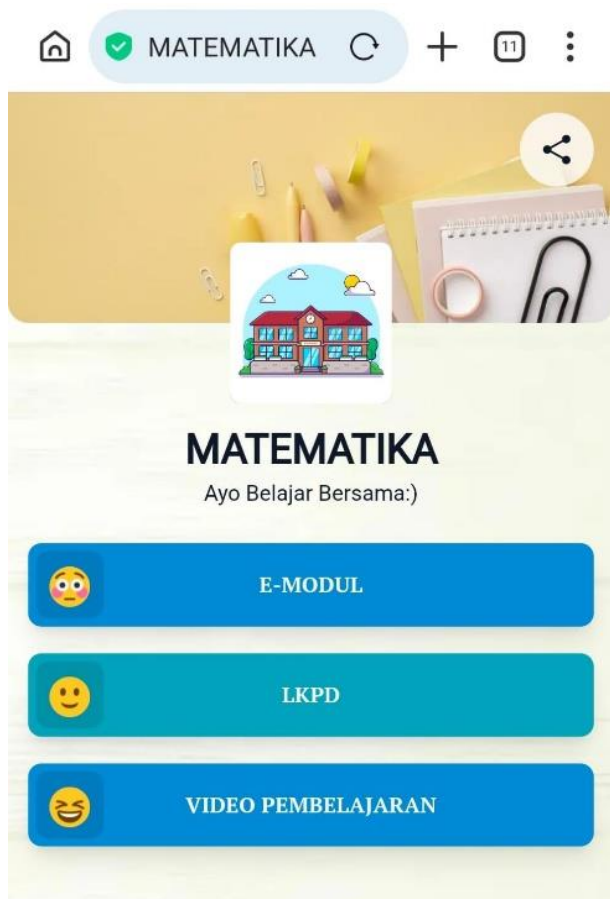 MATEMATIKA
11
MATEMATIKA
Ayo Belajar Bersama:)
E-MODUL
LKPD
VIDEO PEMBELAJARAN